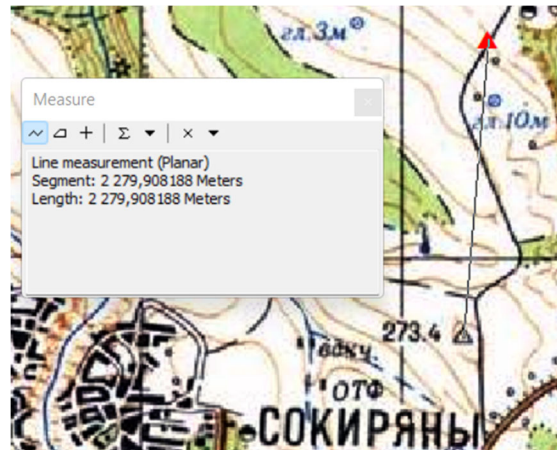 гл.3м
Measure
Line measurement (Planar)
Segment: 2 279,908188 Meters
Length: 2 279,908188 Meters
гл.10м
273.4
вдкч.
ОТФ
СОКИРЯНЫ